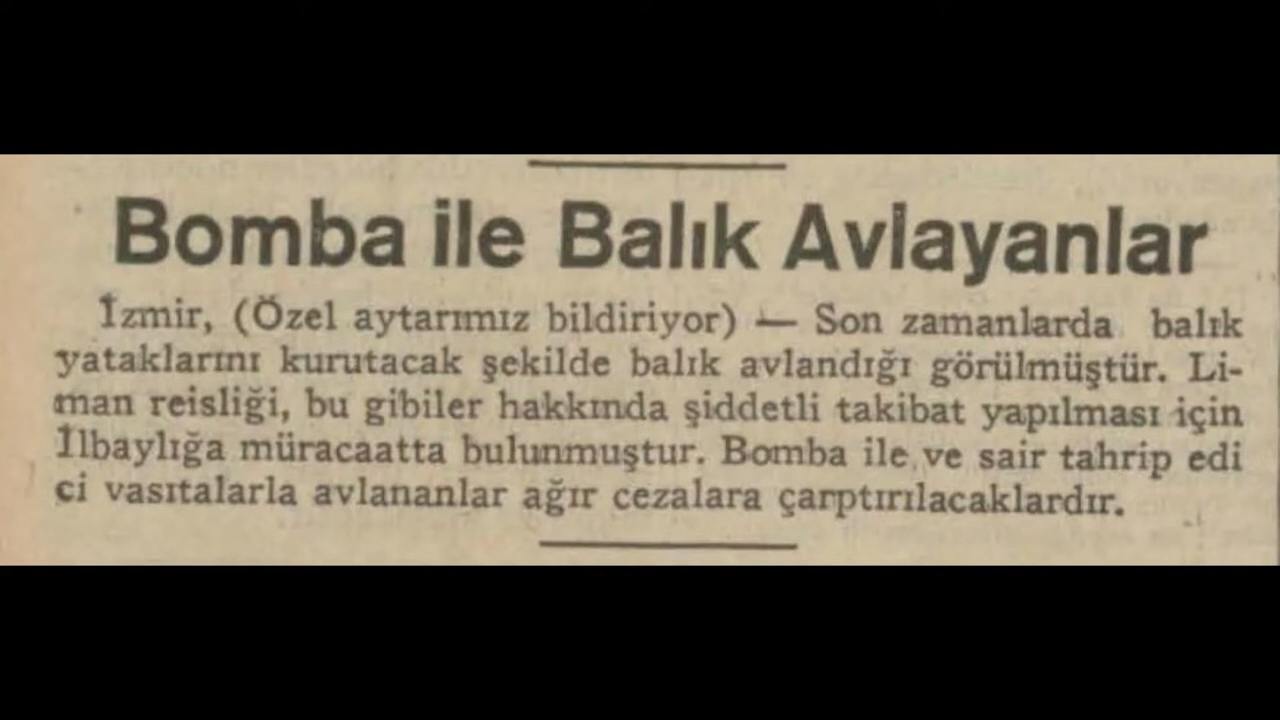 Bomba ile Balık Avlayanlar
İzmir, (Özel aytarımız bildiriyor) — Son zamanlarda balık
yataklarını kurutacak şekilde balık avlandığı görülmüştür. Li-
man reisliği, bu gibiler hakkında şiddetli takibat yapılması için
İlbaylığa müracaatta bulunmuştur. Bomba ile ve sair tahrip edi
ci vasıtalarla avlananlar ağır cezalara çarptırılacaklardır.